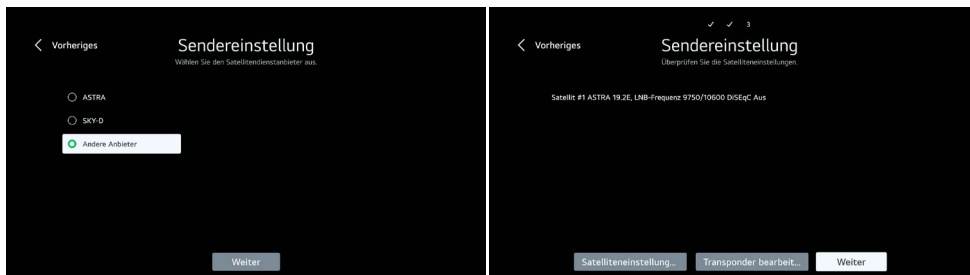 Vorheriges
Sendereinstellung
Wählen Sie den Satellitendienstanbieter aus.
ASTRA
SKY-D
Andere Anbieter
Weiter
3
Vorheriges
Sendereinstellung
Überprüfen Sie die Satelliteneinstellungen.
Satellit #1 ASTRA 19.2E, LNB-Frequenz 9750/10600 DiSEqC Aus
Satelliteneinstellung...
Transponder bearbeit...
Weiter